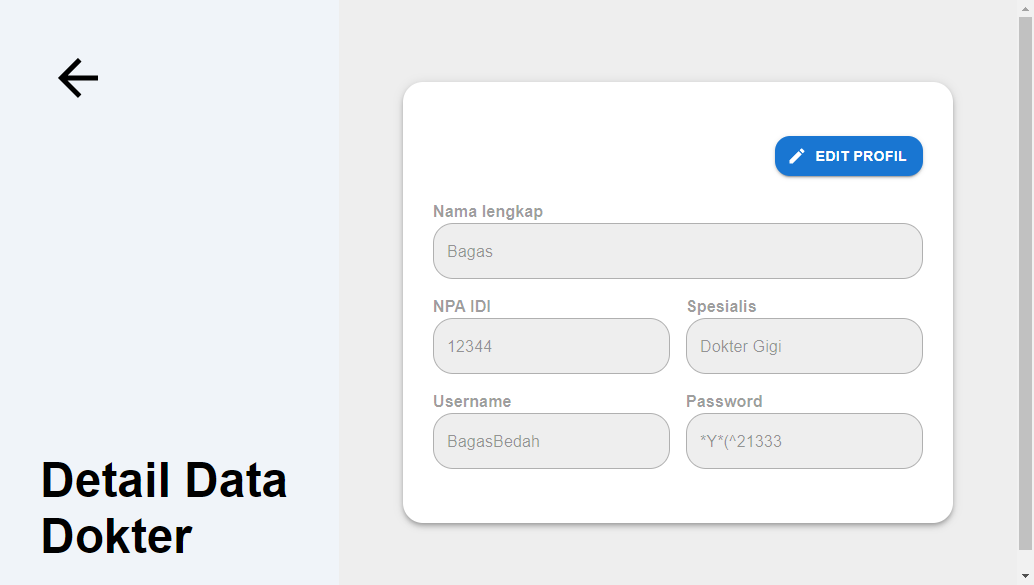 EDIT PROFIL
Nama lengkap
Bagas
NPA IDI
Spesialis
12344
Dokter Gigi
Username
Password
BagasBedah
*Y*(^21333
Detail Data
Dokter